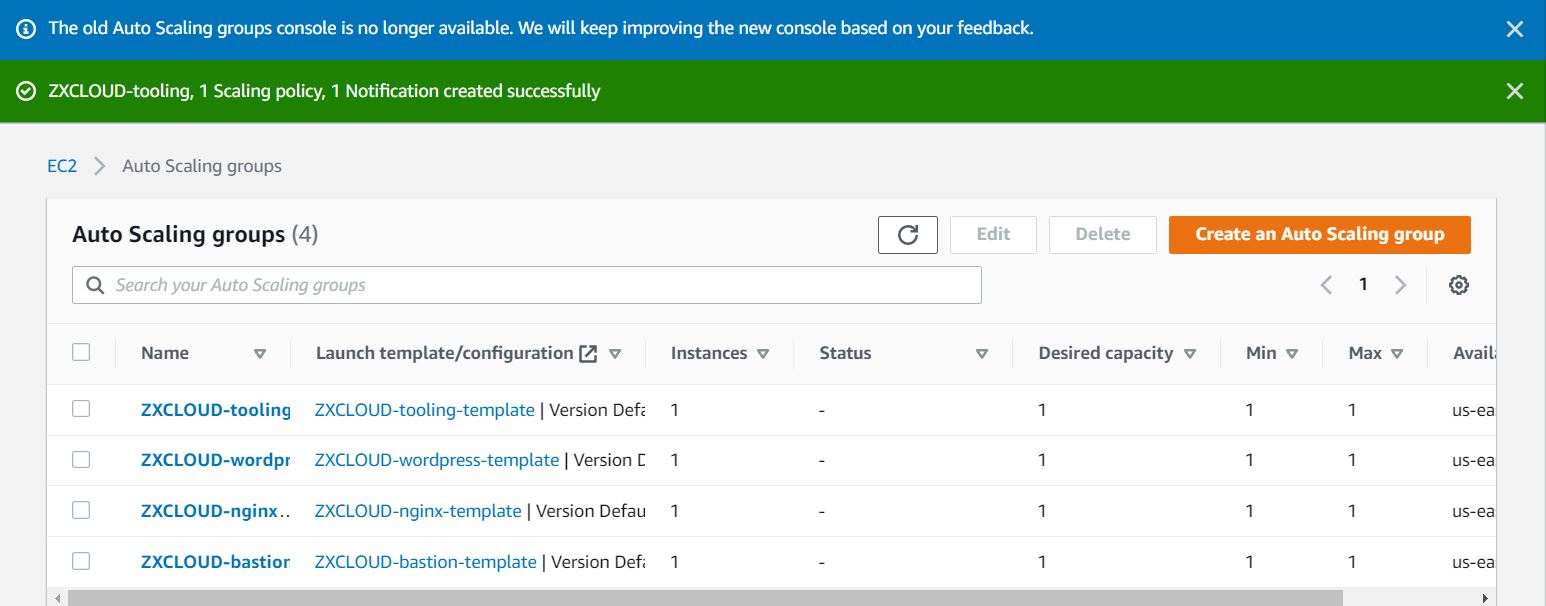 The old Auto Scaling groups console is no longer available. We will keep improving the new console based on your feedback.
ZXCLOUD-tooling, 1 Scaling policy, 1 Notification created successfully
EC2 > Auto Scaling groups
Auto Scaling groups (4)
Edit
Delete
Create an Auto Scaling group
Search your Auto Scaling groups
1
Name Launch template/configuration Instances Status Desired capacity Min Max Availa
ZXCLOUD-tooling ZXCLOUD-tooling-template | Version Defa 1 - 1 1 1 us-ea
ZXCLOUD-wordpr ZXCLOUD-wordpress-template | Version D 1 - 1 1 1 us-ea
ZXCLOUD-nginx... ZXCLOUD-nginx-template | Version Defau 1 - 1 1 1 us-ea
ZXCLOUD-bastion ZXCLOUD-bastion-template | Version Defa 1 - 1 1 1 us-ea